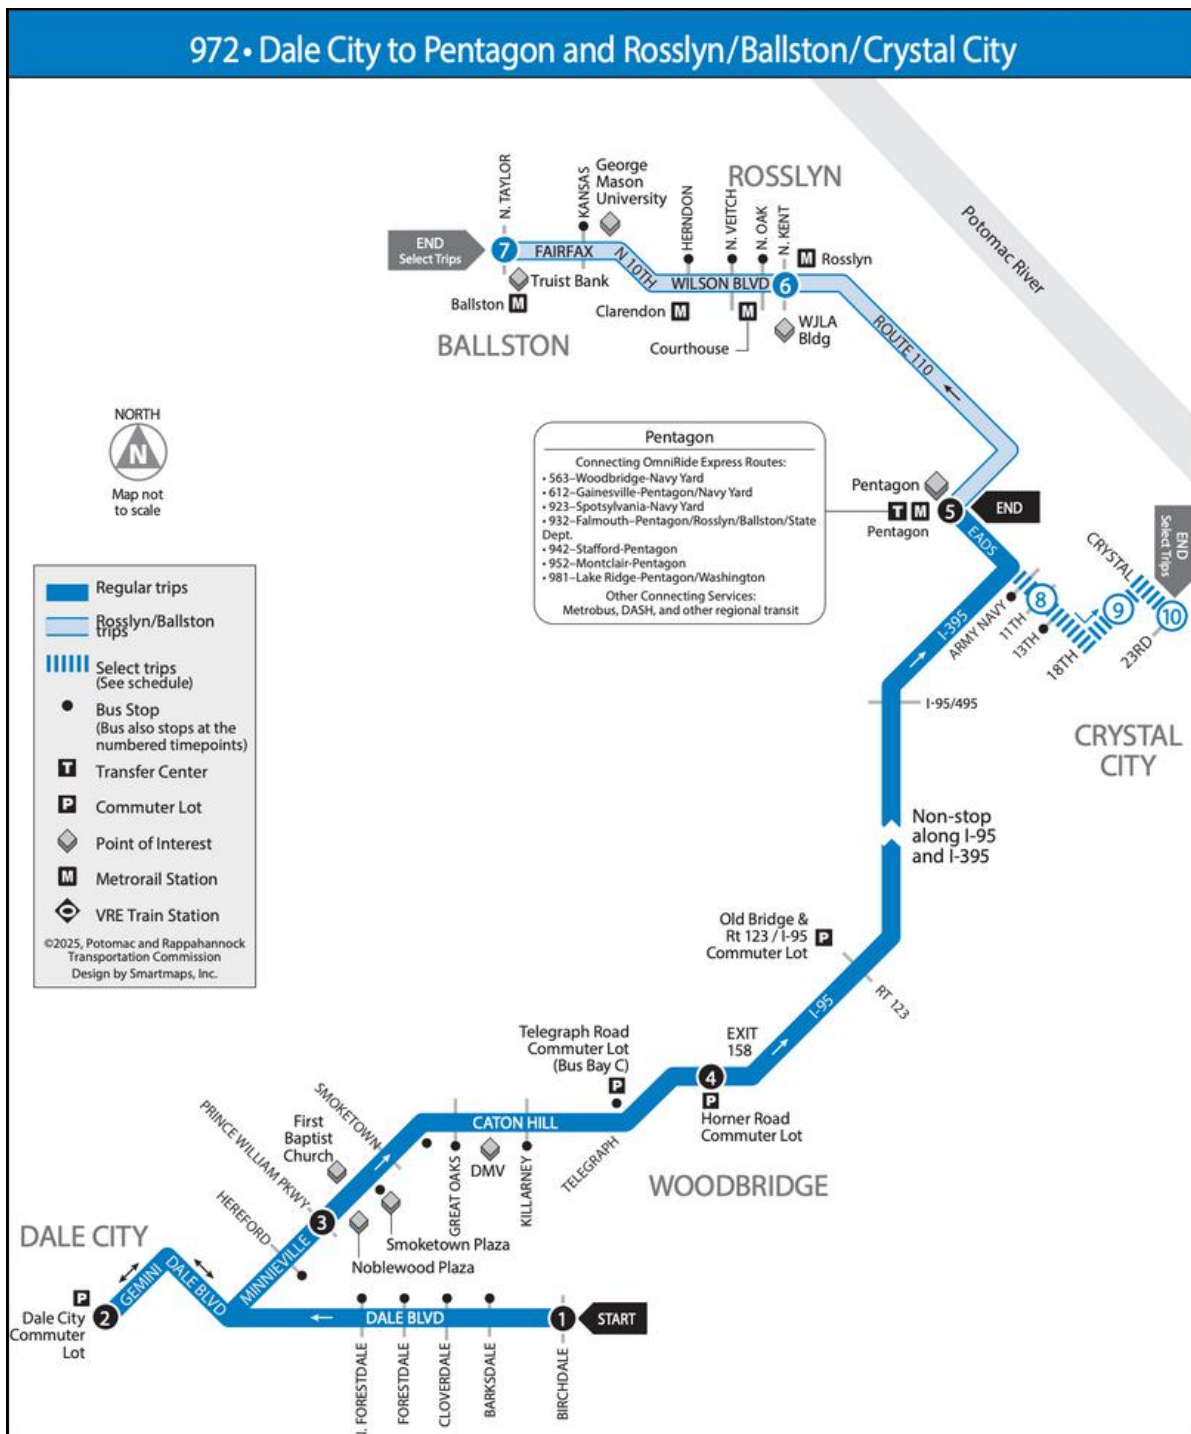 972 • Dale City to Pentagon and Rosslyn/Ballston/Crystal City
N. TAYLOR
KANSAS
George
Mason
University
HERNDON
N. VEITCH
N. OAK
N. KENT
ROSSLYN
Potomac River
END
Select Trips
7
FAIRFAX
N 10TH
WILSON BLVD
6
M Rosslyn
Truist Bank
Ballston M
Clarendon M
M
Courthouse
WJLA
Bldg
BALLSTON
ROUTE 110
NORTH
N
Map not
to scale
Pentagon
Connecting OmniRide Express Routes:
• 563–Woodbridge-Navy Yard
• 612–Gainesville-Pentagon/Navy Yard
• 923–Spotsylvania-Navy Yard
• 932–Falmouth–Pentagon/Rosslyn/Ballston/State
Dept.
• 942–Stafford-Pentagon
• 952–Montclair-Pentagon
• 981–Lake Ridge-Pentagon/Washington
Other Connecting Services:
Metrobus, DASH, and other regional transit
Pentagon
T M
Pentagon
5
END
EADS
END
Select Trips
CRYSTAL
ARMY NAVY
8
11TH
13TH
18TH
9
10
23RD
I-395
I-95/495
CRYSTAL
CITY
Regular trips
Rosslyn/Ballston
trips
Select trips
(See schedule)
Bus Stop
(Bus also stops at the
numbered timepoints)
T Transfer Center
P Commuter Lot
Point of Interest
M Metrorail Station
VRE Train Station
©2025, Potomac and Rappahannock
Transportation Commission
Design by Smartmaps, Inc.
Non-stop
along I-95
and I-395
Old Bridge &
Rt 123 / I-95
Commuter Lot
P
RT 123
I-95
EXIT
158
Telegraph Road
Commuter Lot
(Bus Bay C)
P
4
P
Horner Road
Commuter Lot
CATON HILL
TELEGRAPH
WOODBRIDGE
SMOKETOWN
PRINCE WILLIAM PKWY
First
Baptist
Church
HEREFORD
GREAT OAKS
DMV
KILLARNEY
3
Smoketown Plaza
Noblewood Plaza
MINNIEVILLE
DALE CITY
GEMINI
DALE BLVD
P
Dale City
Commuter
Lot
2
DALE BLVD
1
START
N. FORESTDALE
FORESTDALE
CLOVERDALE
BARKSDALE
BIRCHDALE